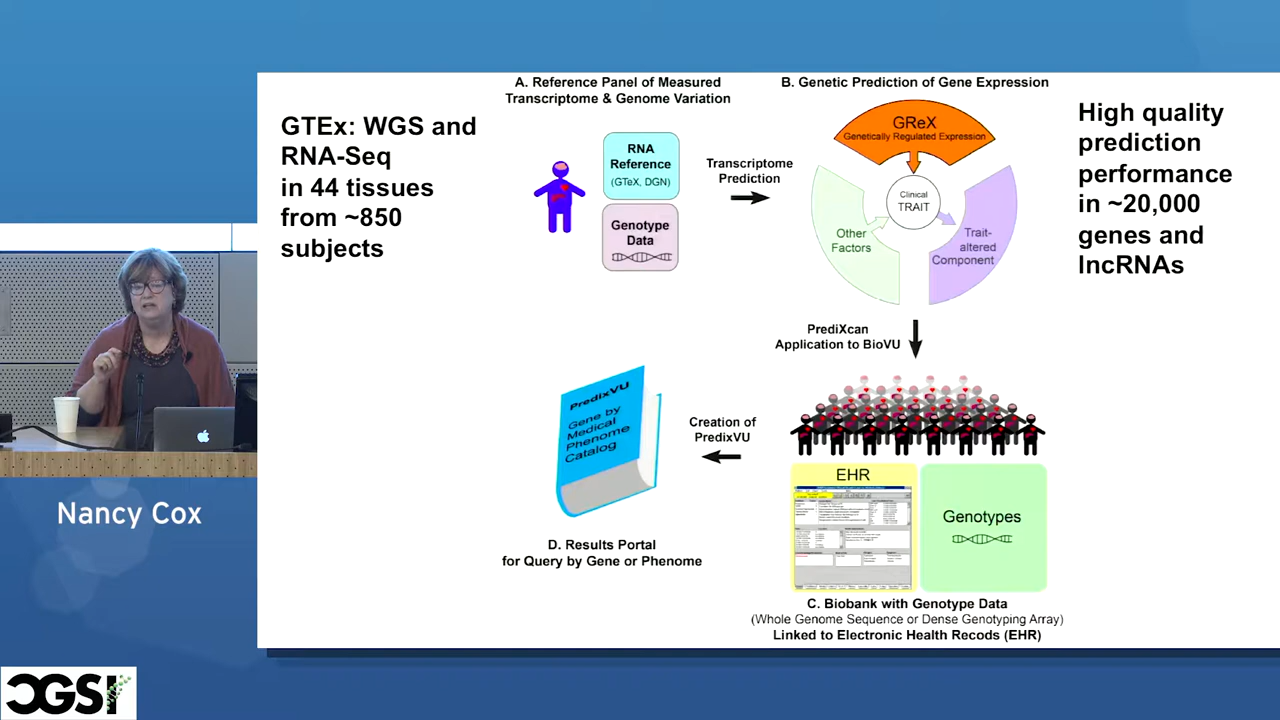 GTEx: WGS and
RNA-Seq
in 44 tissues
from ~850
subjects
A. Reference Panel of Measured
Transcriptome & Genome Variation
RNA
Reference
(GTeX, DGN)
Genotype
Data
Transcriptome
Prediction
B. Genetic Prediction of Gene Expression
GReX
Genetically Regulated Expression
Clinical
TRAIT
Other
Factors
Trait-
altered
Component
High quality
prediction
performance
in ~20,000
genes and
lncRNAs
PrediXcan
Application to BioVU
EHR
Genotypes
C. Biobank with Genotype Data
(Whole Genome Sequence or Dense Genotyping Array)
Linked to Electronic Health Recods (EHR)
Creation of
PredixVU
PredixVU
Gene by
Medical
Phenome
Catalog
D. Results Portal
for Query by Gene or Phenome
Nancy Cox
CGSI